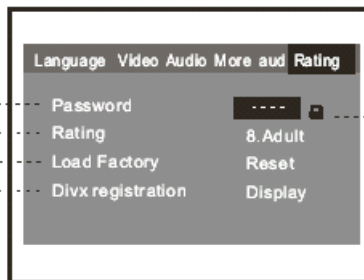 Language Video Audio More aud Rating
Password - - - -
Rating 8.Adult
Load Factory Reset
Divx registration Display